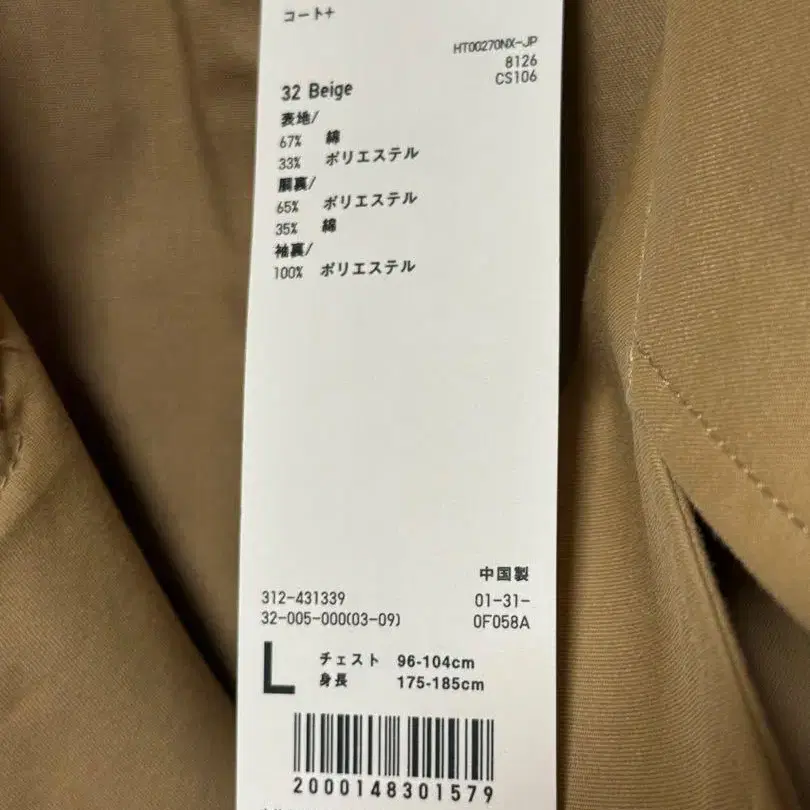 コート+
HT00270NX-JP
8126
CS106
32 Beige
表地/
67% 綿
33% ポリエステル
胴裏/
65% ポリエステル
35% 綿
袖裏/
100% ポリエステル
中国製
312-431339 01-31-
32-005-000(03-09) 0F058A
L チェスト 96-104cm
身長 175-185cm
2000148301579